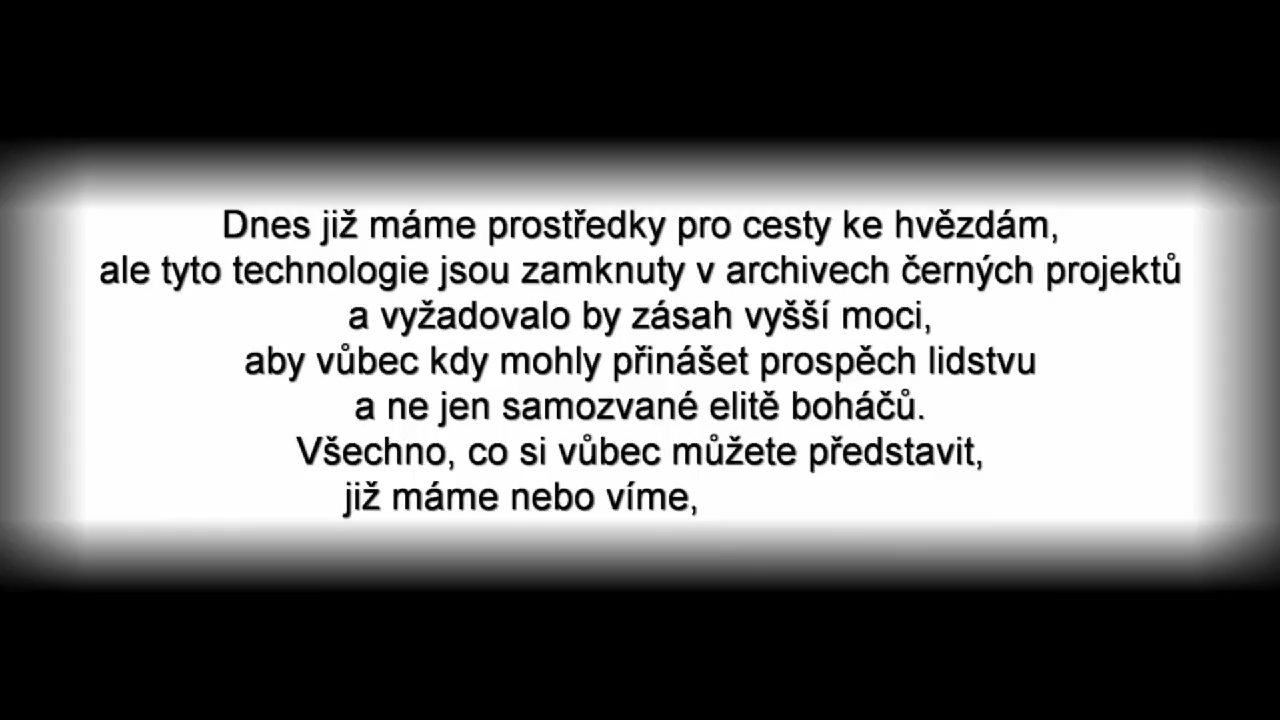 Dnes již máme prostředky pro cesty ke hvězdám,
ale tyto technologie jsou zamknuty v archivech černých projektů
a vyžadovalo by zásah vyšší moci,
aby vůbec kdy mohly přinášet prospěch lidstvu
a ne jen samozvané elitě boháčů.
Všechno, co si vůbec můžete představit,
již máme nebo víme,